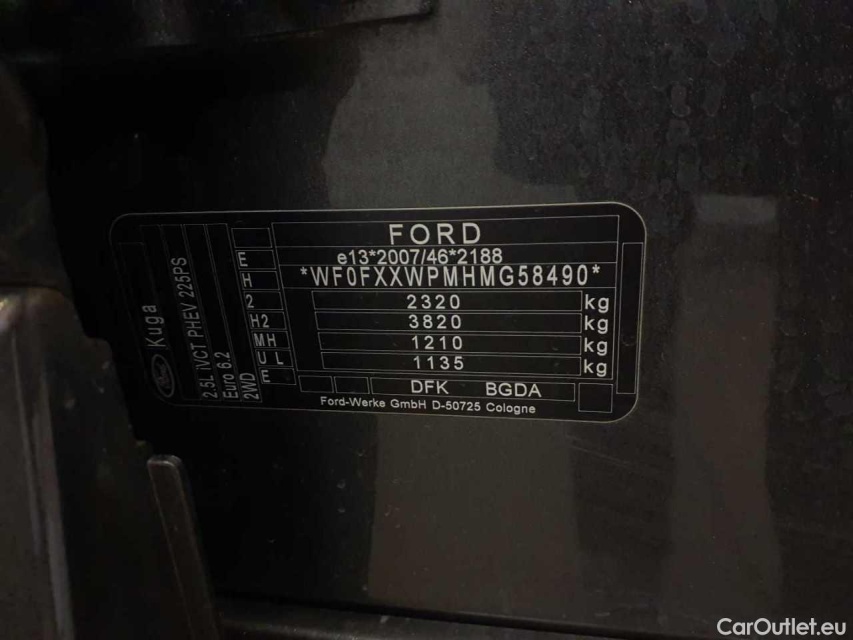 FORD
e13*2007/46*2188
*WF0FXXWPMHMG58490*
2320 kg
3820 kg
1210 kg
1135 kg
DFK BGDA
Ford-Werke GmbH D-50725 Cologne
E
H
2
H2
MH
U L
E
Ford
Kuga
2.5L iVCT PHEV 225PS
Euro 6.2
2WD
CarOutlet.eu